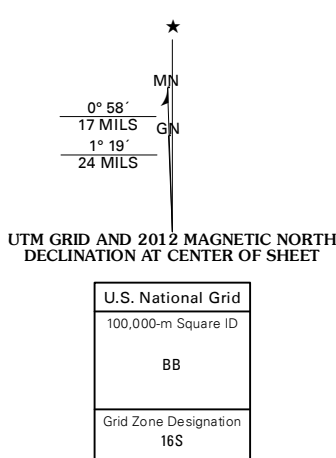 ★
MN
0° 58´
17 MILS
GN
1° 19´
24 MILS
UTM GRID AND 2012 MAGNETIC NORTH
DECLINATION AT CENTER OF SHEET
U.S. National Grid
100,000-m Square ID
BB
Grid Zone Designation
16S